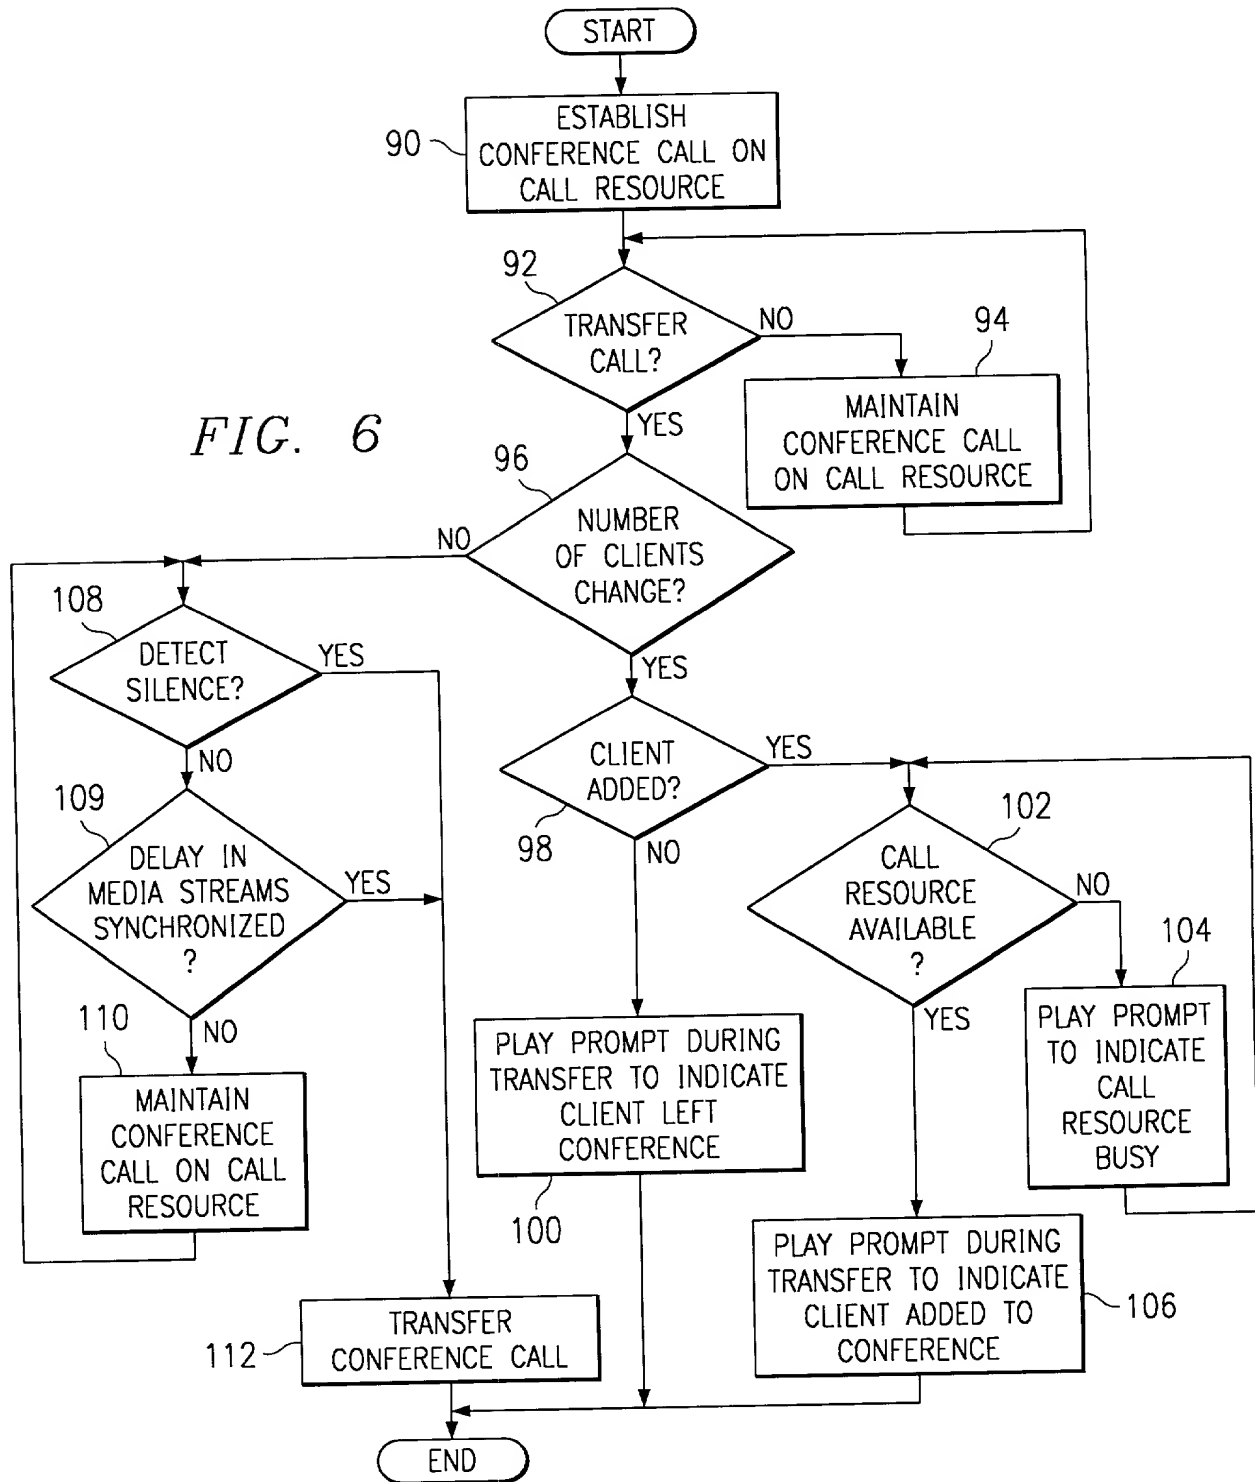 START
ESTABLISH
CONFERENCE CALL ON
CALL RESOURCE
90
92
TRANSFER
CALL?
NO
YES
94
MAINTAIN
CONFERENCE CALL
ON CALL RESOURCE
FIG. 6
96
NUMBER
OF CLIENTS
CHANGE?
NO
YES
108
DETECT
SILENCE?
YES
NO
CLIENT
ADDED?
YES
98
NO
109
DELAY IN
MEDIA STREAMS
SYNCHRONIZED
?
YES
NO
102
CALL
RESOURCE
AVAILABLE
?
NO
YES
104
PLAY PROMPT
TO INDICATE
CALL
RESOURCE
BUSY
110
MAINTAIN
CONFERENCE
CALL ON CALL
RESOURCE
PLAY PROMPT DURING
TRANSFER TO INDICATE
CLIENT LEFT
CONFERENCE
100
PLAY PROMPT DURING
TRANSFER TO INDICATE
CLIENT ADDED TO
CONFERENCE
106
112
TRANSFER
CONFERENCE CALL
END